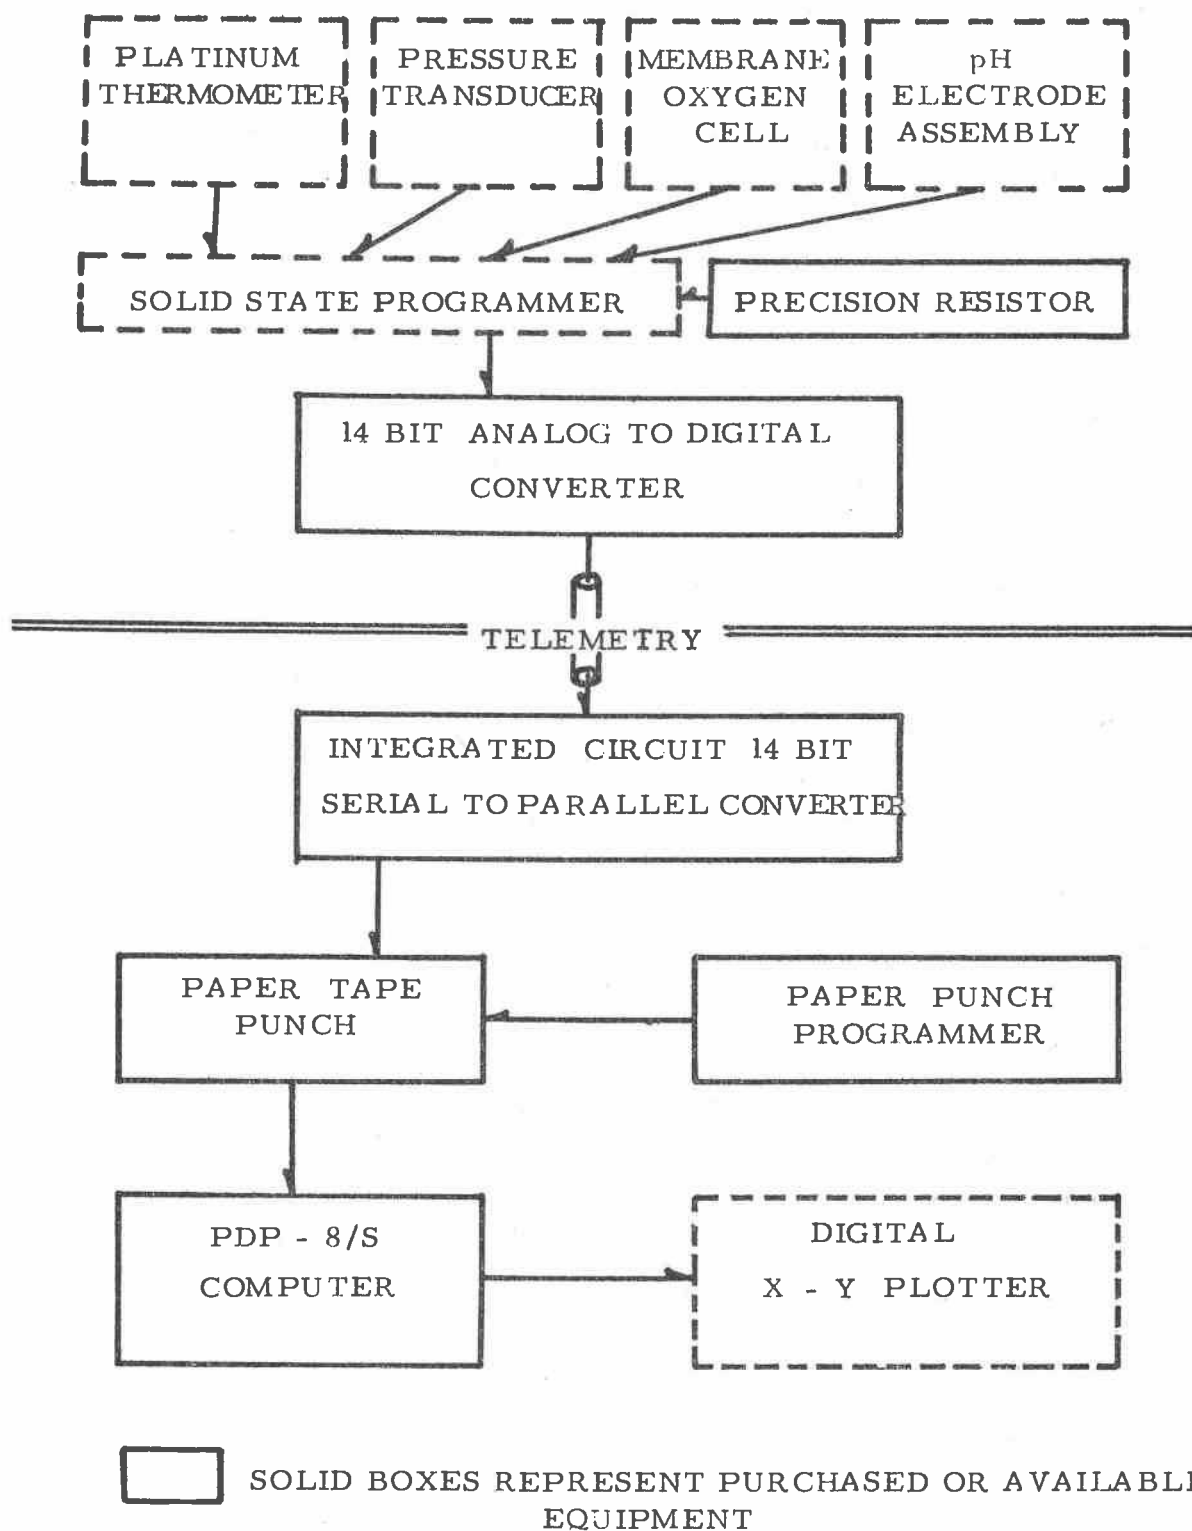 PLATINUM
THERMOMETER
PRESSURE
TRANSDUCER
MEMBRANE
OXYGEN
CELL
pH
ELECTRODE
ASSEMBLY
SOLID STATE PROGRAMMER
PRECISION RESISTOR
14 BIT ANALOG TO DIGITAL
CONVERTER
TELEMETRY
INTEGRATED CIRCUIT 14 BIT
SERIAL TO PARALLEL CONVERTER
PAPER TAPE
PUNCH
PAPER PUNCH
PROGRAMMER
PDP - 8/S
COMPUTER
DIGITAL
X - Y PLOTTER
SOLID BOXES REPRESENT PURCHASED OR AVAILABLE
EQUIPMENT